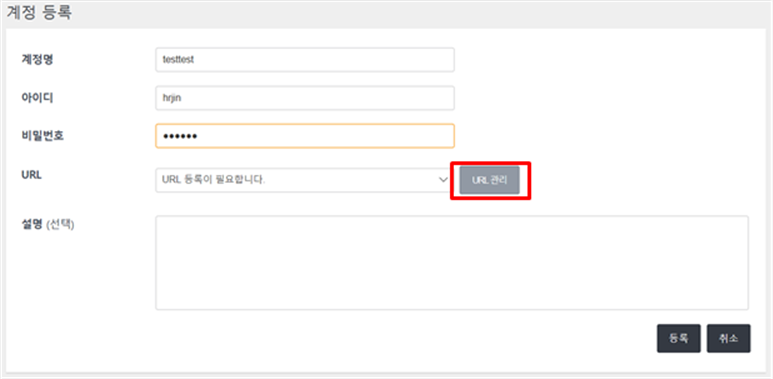 계정 등록
계정명 testtest
아이디 hrjin
비밀번호 ●●●●●●
URL URL 등록이 필요합니다. URL 관리
설명 (선택)
등록 취소